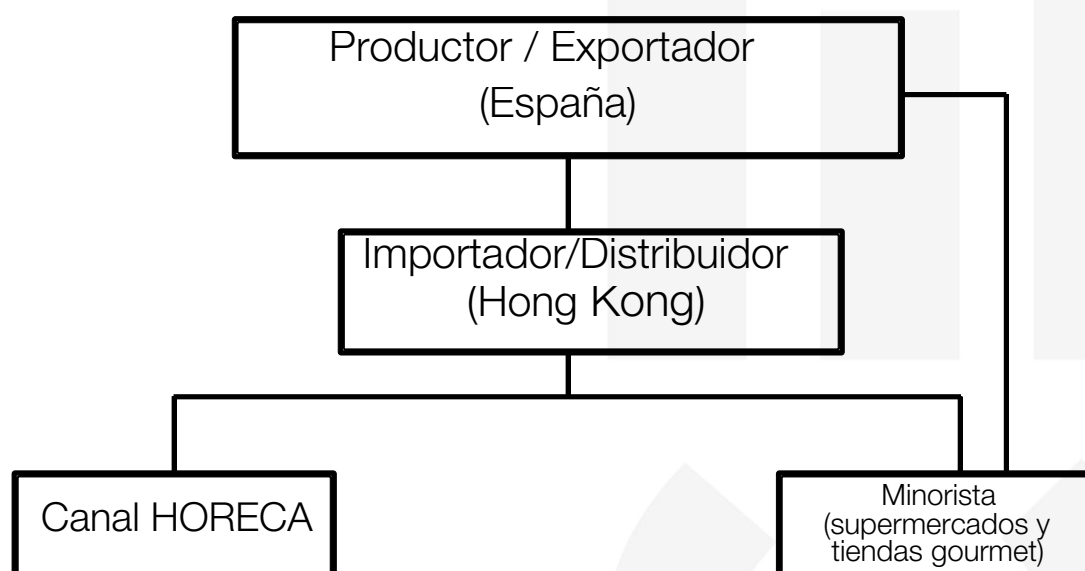 Productor / Exportador
(España)
Importador/Distribuidor
(Hong Kong)
Canal HORECA
Minorista
(supermercados y
tiendas gourmet)